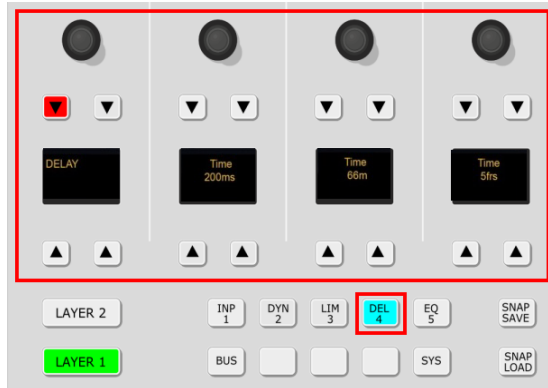 DELAY
Time
200ms
Time
66m
Time
5frs
LAYER 2
INP
1
DYN
2
LIM
3
DEL
4
EQ
5
SNAP
SAVE
LAYER 1
BUS
SYS
SNAP
LOAD